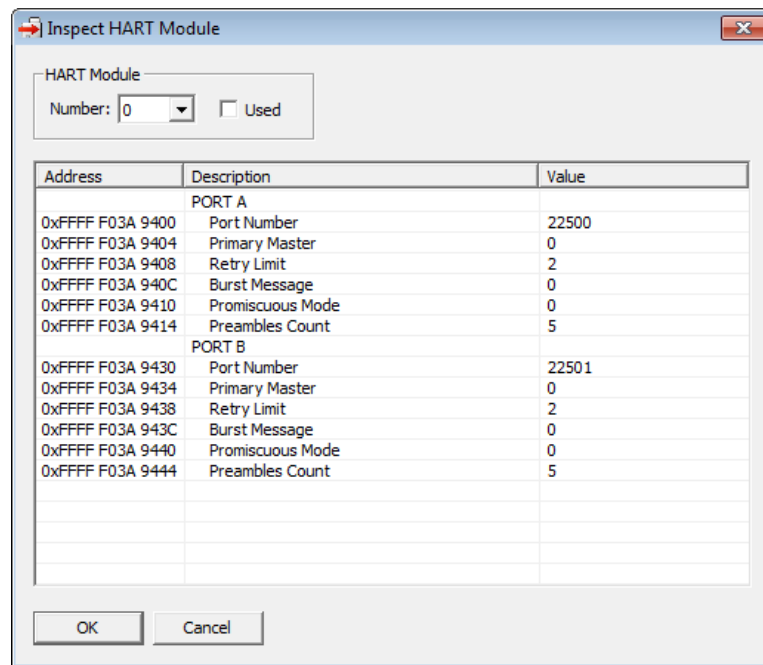 Inspect HART Module
HART Module
Number: 0 Used
Address Description Value
PORT A
0xFFFF F03A 9400 Port Number 22500
0xFFFF F03A 9404 Primary Master 0
0xFFFF F03A 9408 Retry Limit 2
0xFFFF F03A 940C Burst Message 0
0xFFFF F03A 9410 Promiscuous Mode 0
0xFFFF F03A 9414 Preambles Count 5
PORT B
0xFFFF F03A 9430 Port Number 22501
0xFFFF F03A 9434 Primary Master 0
0xFFFF F03A 9438 Retry Limit 2
0xFFFF F03A 943C Burst Message 0
0xFFFF F03A 9440 Promiscuous Mode 0
0xFFFF F03A 9444 Preambles Count 5
OK Cancel